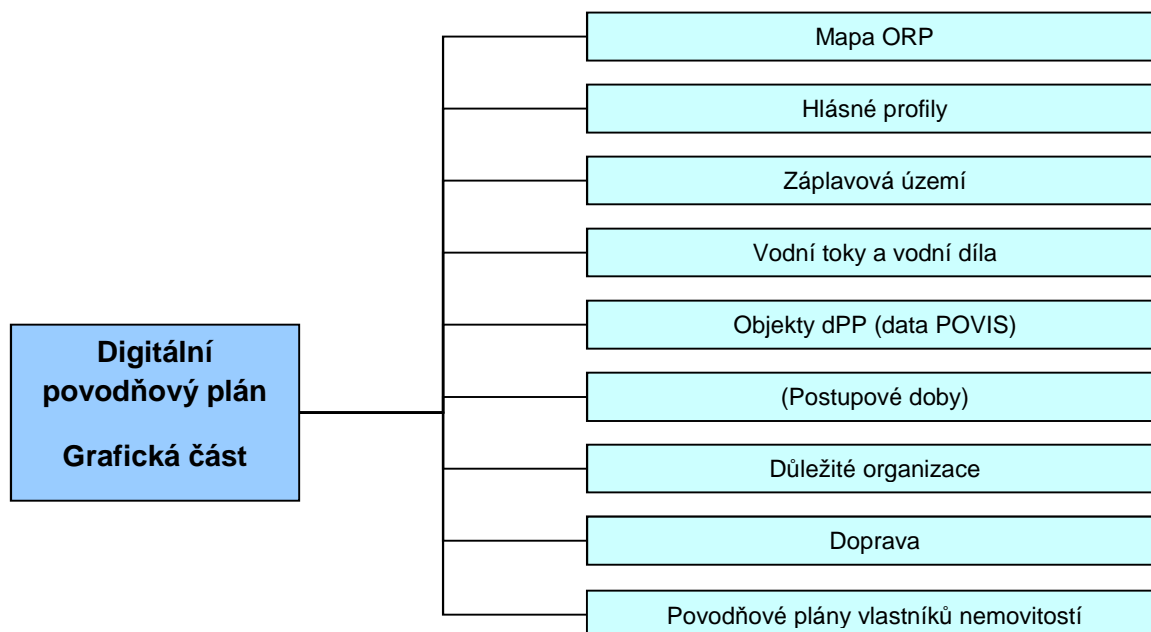 Mapa ORP
Hlásné profily
Záplavová území
Vodní toky a vodní díla
Objekty dPP (data POVIS)
(Postupové doby)
Důležité organizace
Doprava
Povodňové plány vlastníků nemovitostí
Digitální
povodňový plán
Grafická část